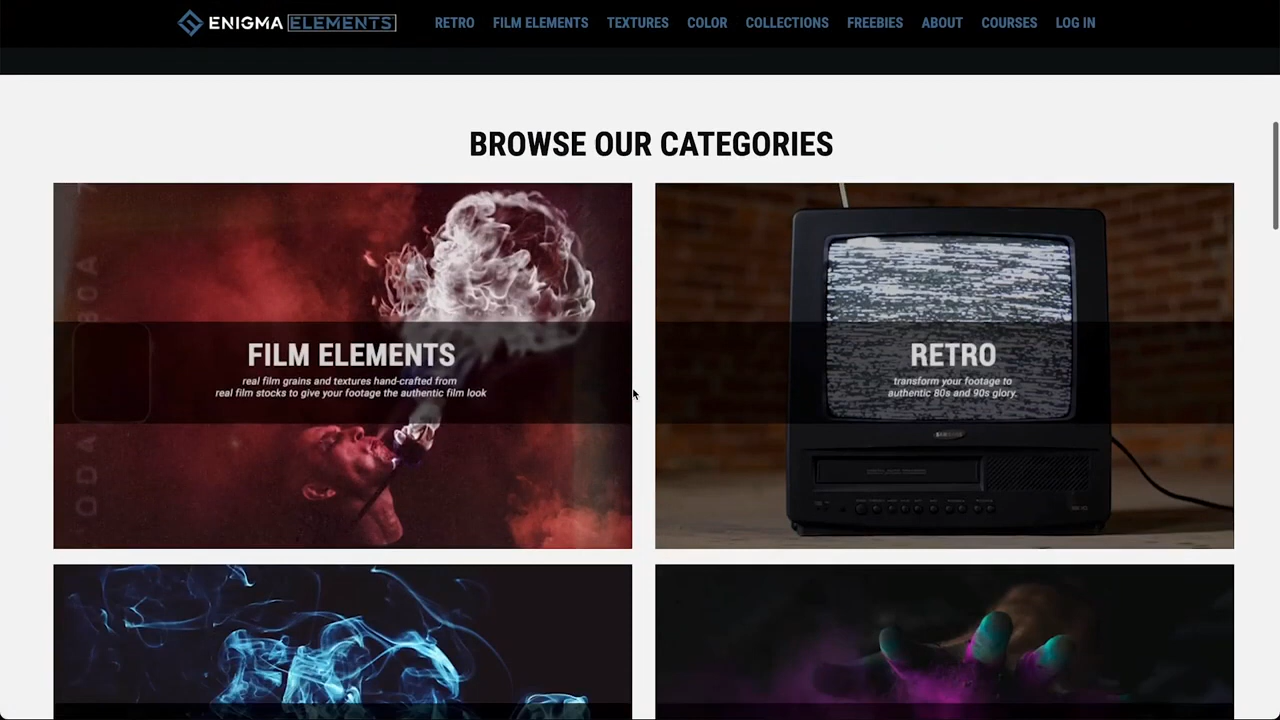 ENIGMA ELEMENTS
RETRO FILM ELEMENTS TEXTURES COLOR COLLECTIONS FREEBIES ABOUT COURSES LOG IN
BROWSE OUR CATEGORIES
FILM ELEMENTS
real film grains and textures hand-crafted from
real film stocks to give your footage the authentic film look
RETRO
transform your footage to
authentic 80s and 90s glory.